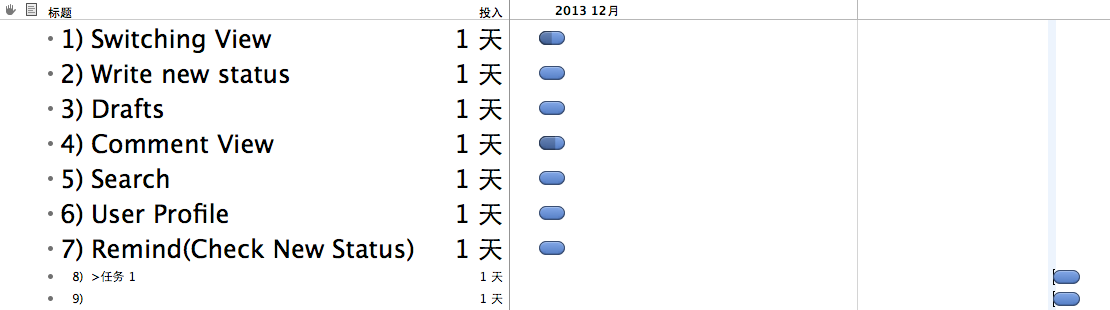 标题 投入 2013 12月
1) Switching View 1 天
2) Write new status 1 天
3) Drafts 1 天
4) Comment View 1 天
5) Search 1 天
6) User Profile 1 天
7) Remind(Check New Status) 1 天
8) >任务 1 1 天
9) 1 天